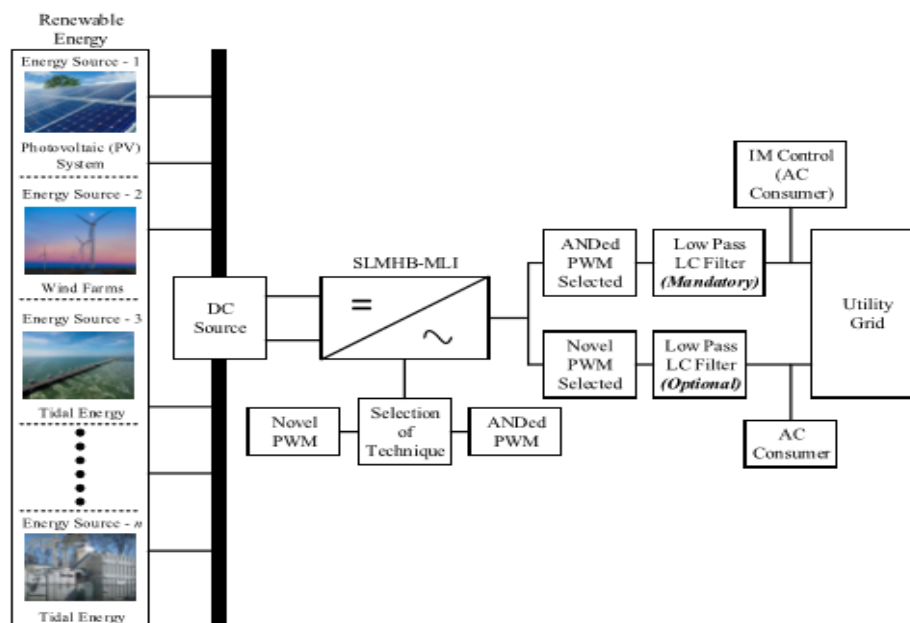 Renewable
Energy
Energy Source - 1
Photovoltaic (PV)
System
Energy Source - 2
Wind Farms
Energy Source - 3
Tidal Energy
Energy Source - n
Tidal Energy
DC
Source
SLMHB-MLI
=
~
Novel
PWM
Selection
of
Technique
ANDed
PWM
ANDed
PWM
Selected
Low Pass
LC Filter
(Mandatory)
Novel
PWM
Selected
Low Pass
LC Filter
(Optional)
IM Control
(AC
Consumer)
Utility
Grid
AC
Consumer